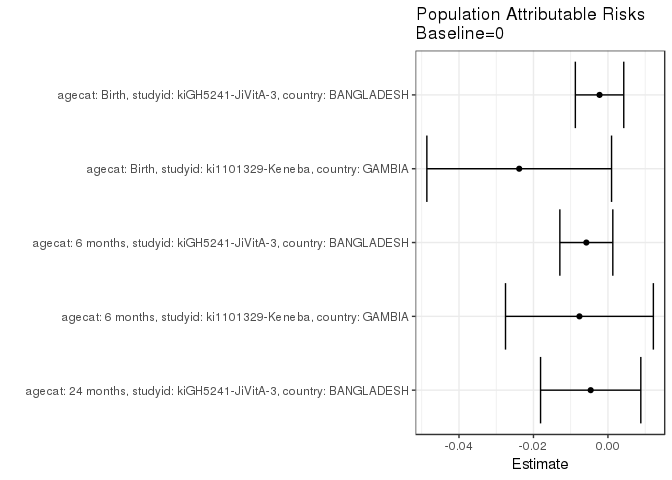 Population Attributable Risks
Baseline=0
agecat: Birth, studyid: kiGH5241-JiVitA-3, country: BANGLADESH
agecat: Birth, studyid: ki1101329-Keneba, country: GAMBIA
agecat: 6 months, studyid: kiGH5241-JiVitA-3, country: BANGLADESH
agecat: 6 months, studyid: ki1101329-Keneba, country: GAMBIA
agecat: 24 months, studyid: kiGH5241-JiVitA-3, country: BANGLADESH
-0.04 -0.02 0.00
Estimate